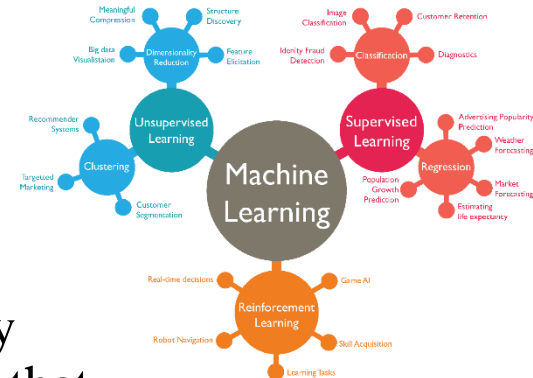 Meaningful
Compression
Structure
Discovery
Big data
Visualistaion
Dimensionality
Reduction
Feature
Elicitation
Unsupervised
Learning
Recommender
Systems
Clustering
Targetted
Marketing
Customer
Segmentation
Machine
Learning
Image
Classification
Customer Retention
Idenity Fraud
Detection
Classification
Diagnostics
Supervised
Learning
Advertising Popularity
Prediction
Weather
Forecasting
Regression
Population
Growth
Prediction
Market
Forecasting
Estimating
life expectancy
Real-time decisions
Game AI
Reinforcement
Learning
Robot Navigation
Skill Acquisition
Learning Tasks
y
that